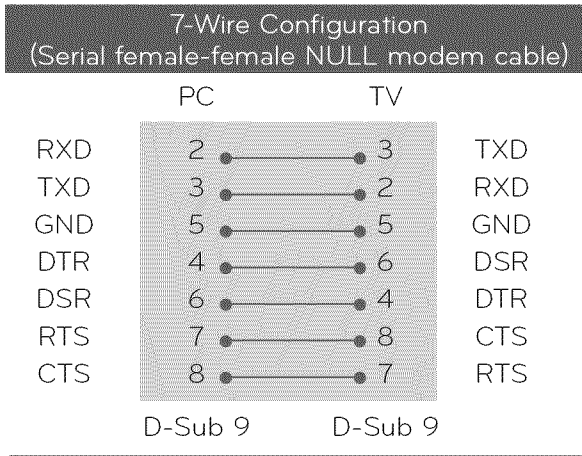 7-Wire Configuration
(Serial female-female NULL modem cable)
PC TV
RXD 2 3 TXD
TXD 3 2 RXD
GND 5 5 GND
DTR 4 6 DSR
DSR 6 4 DTR
RTS 7 8 CTS
CTS 8 7 RTS
D-Sub 9 D-Sub 9